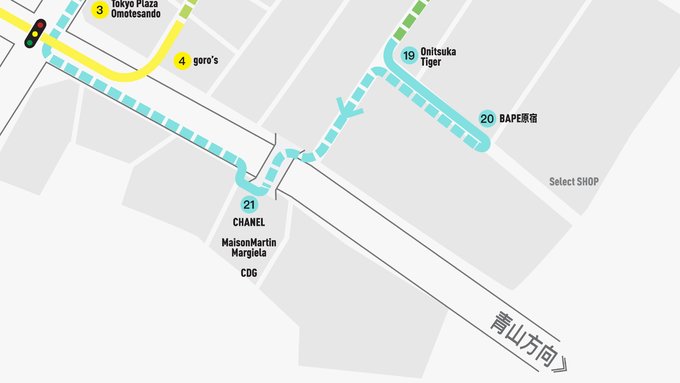 3
Tokyo Plaza
Omotesando
4
goro's
19
Onitsuka
Tiger
20
BAPE原宿
Select SHOP
21
CHANEL
MaisonMartin
Margiela
CDG
青山方向